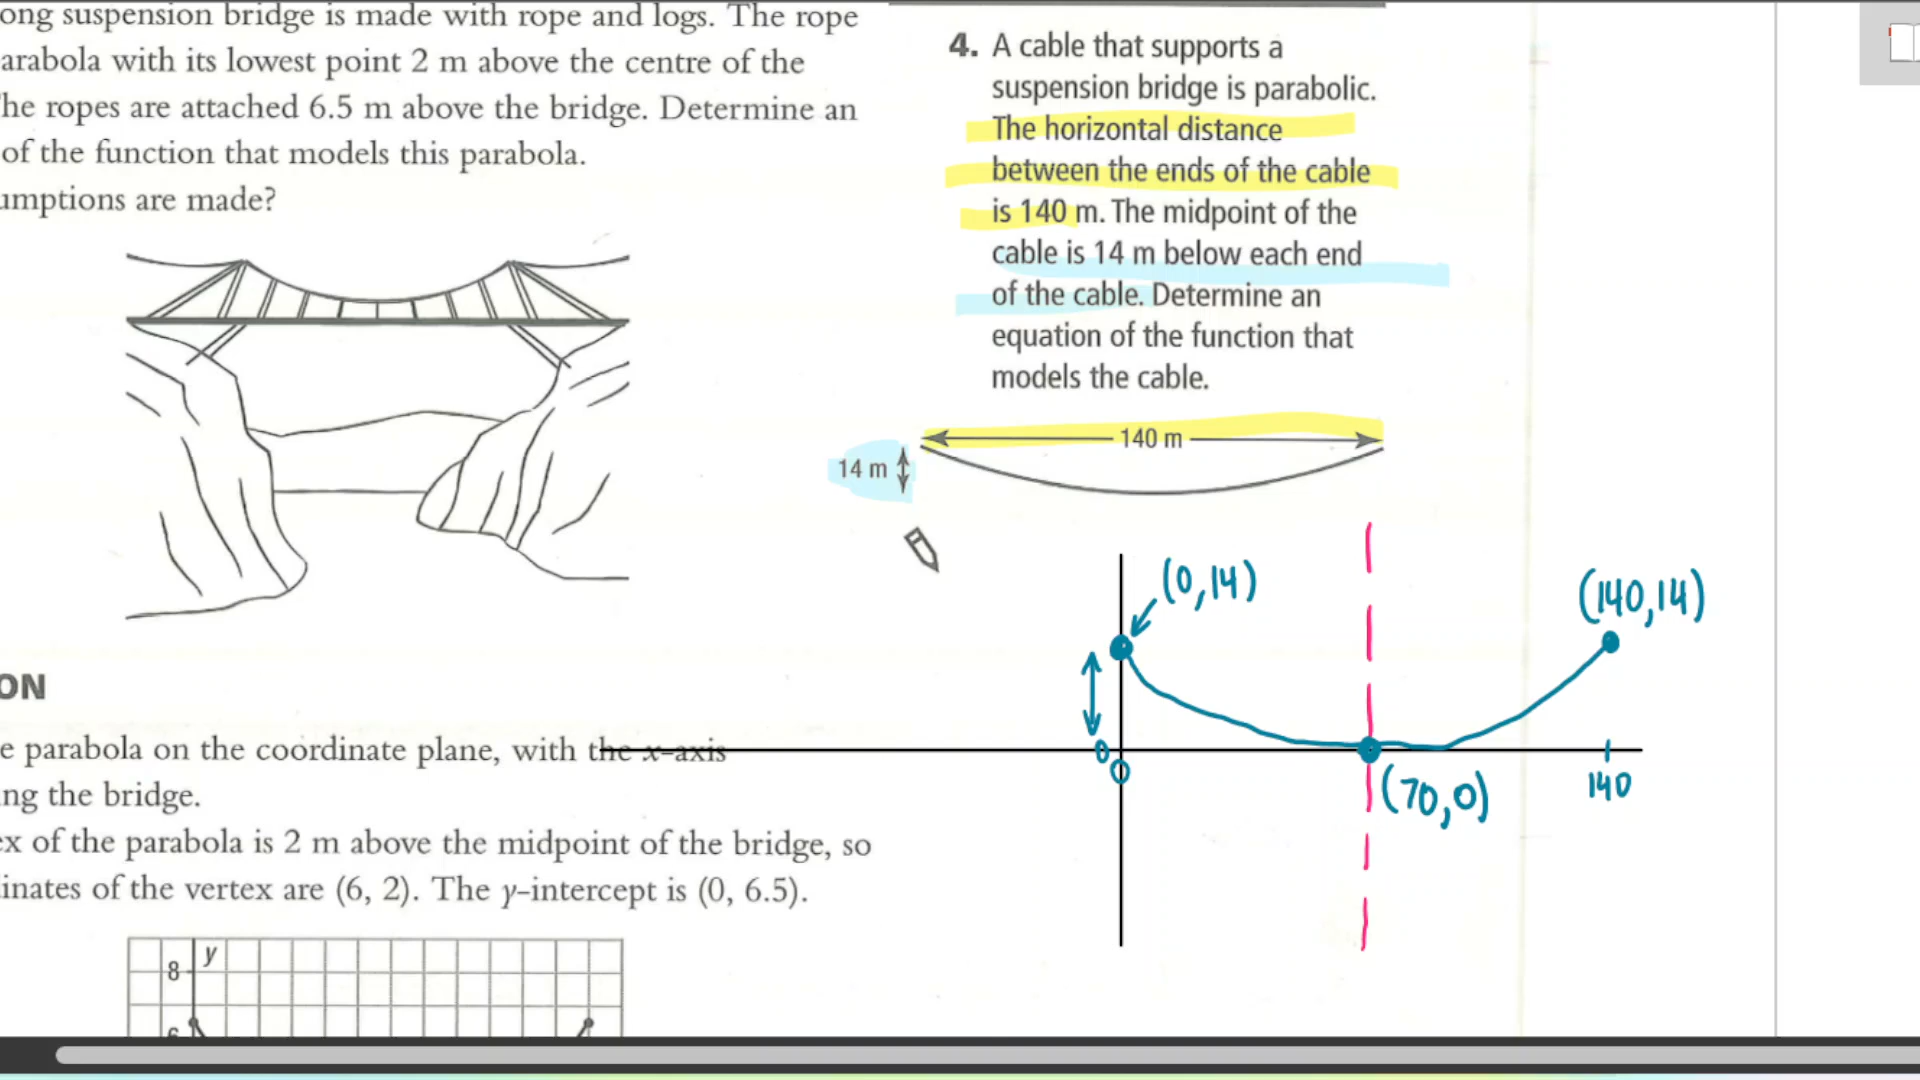 ong suspension bridge is made with rope and logs. The rope
arabola with its lowest point 2 m above the centre of the
he ropes are attached 6.5 m above the bridge. Determine an
of the function that models this parabola.
umptions are made?
ON
e parabola on the coordinate plane, with the x-axis
ng the bridge.
ex of the parabola is 2 m above the midpoint of the bridge, so
inates of the vertex are (6, 2). The y-intercept is (0, 6.5).
y
8
6
4. A cable that supports a
suspension bridge is parabolic.
The horizontal distance
between the ends of the cable
is 140 m. The midpoint of the
cable is 14 m below each end
of the cable. Determine an
equation of the function that
models the cable.
140 m
14 m
(0,14)
(140,14)
0
0
(70,0)
140